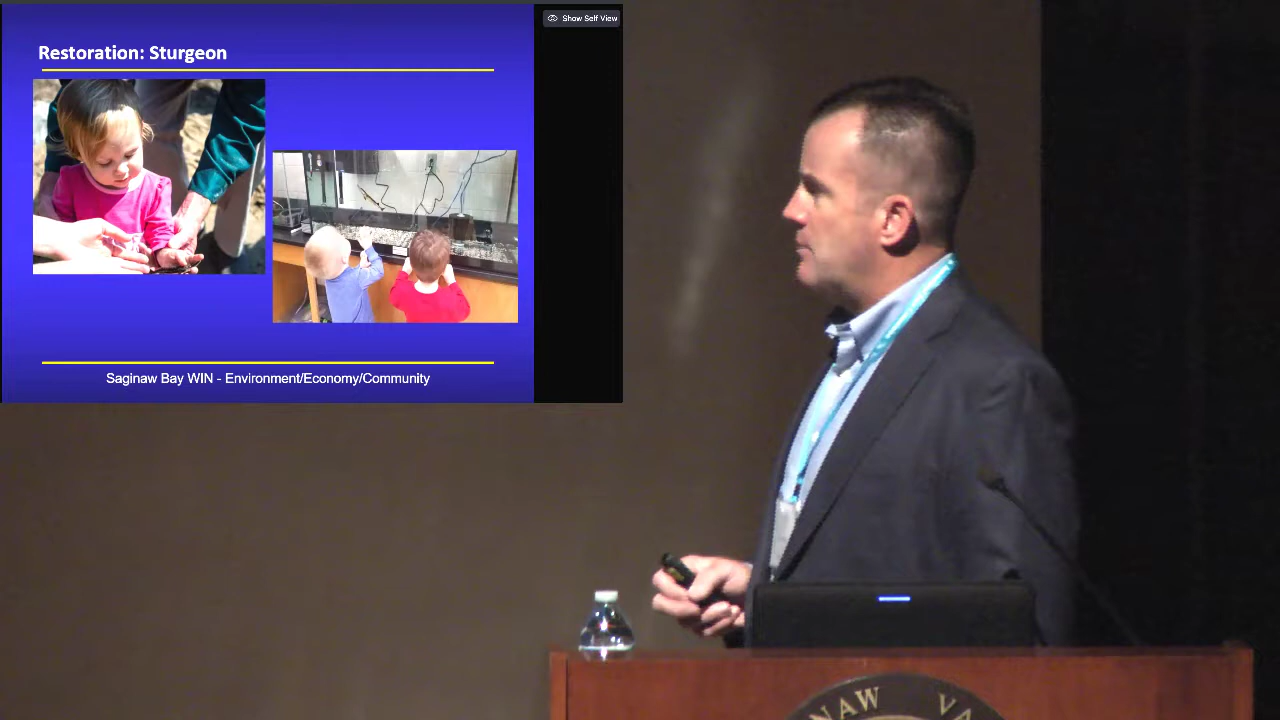 Show Self View
Restoration: Sturgeon
Saginaw Bay WIN - Environment/Economy/Community